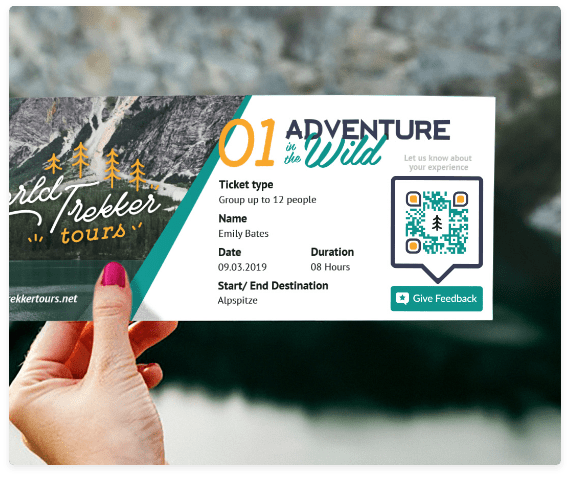 Trekker
tours
rekkertours.net
01 ADVENTURE
in the Wild
Ticket type
Group up to 12 people
Name
Emily Bates
Date
09.03.2019
Duration
08 Hours
Start/ End Destination
Alpspitze
Let us know about
your experience
Give Feedback